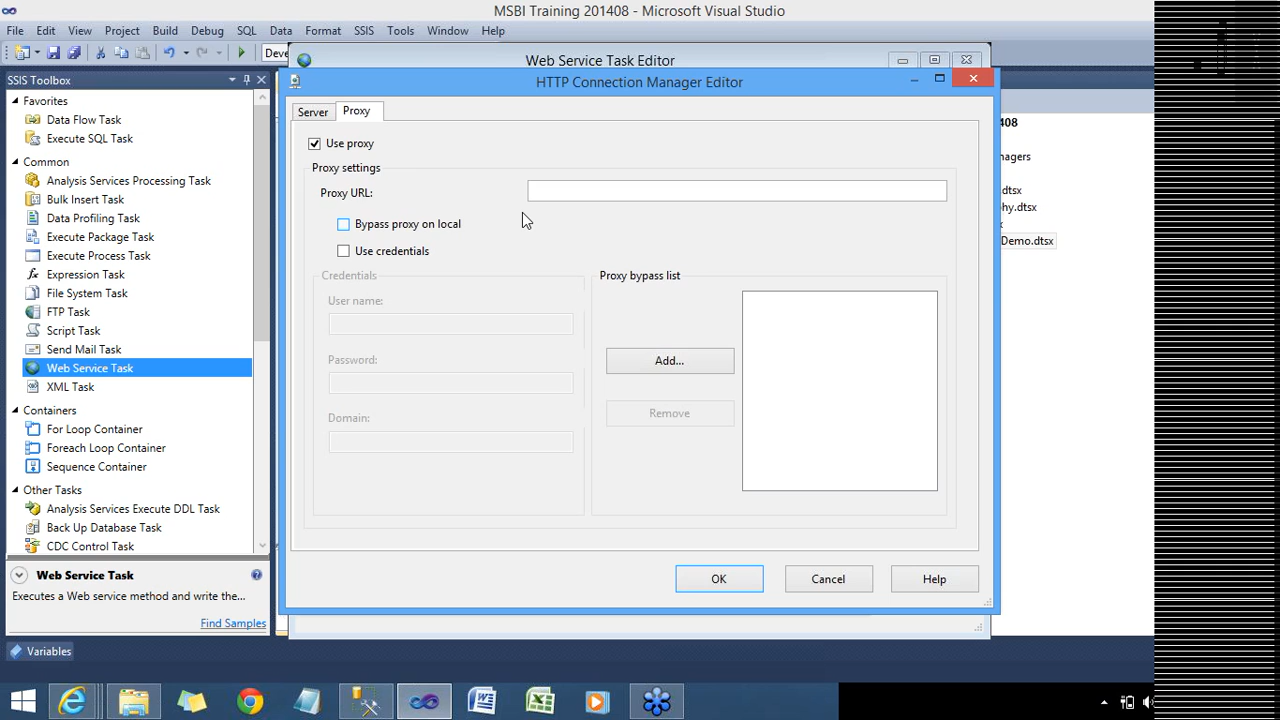 MSBI Training 201408 - Microsoft Visual Studio
File Edit View Project Build Debug SQL Data Format SSIS Tools Window Help
Deve
Web Service Task Editor
SSIS Toolbox
HTTP Connection Manager Editor
Favorites
Data Flow Task
Execute SQL Task
Common
Analysis Services Processing Task
Bulk Insert Task
Data Profiling Task
Execute Package Task
Execute Process Task
Expression Task
File System Task
FTP Task
Script Task
Send Mail Task
Web Service Task
XML Task
Containers
For Loop Container
Foreach Loop Container
Sequence Container
Other Tasks
Analysis Services Execute DDL Task
Back Up Database Task
CDC Control Task
Web Service Task
Executes a Web service method and write the...
Find Samples
Variables
Server Proxy
Use proxy
Proxy settings
Proxy URL:
Bypass proxy on local
Use credentials
Credentials
User name:
Password:
Domain:
Proxy bypass list
Add...
Remove
OK Cancel Help
408
nagers
dtsx
hy.dtsx
Demo.dtsx